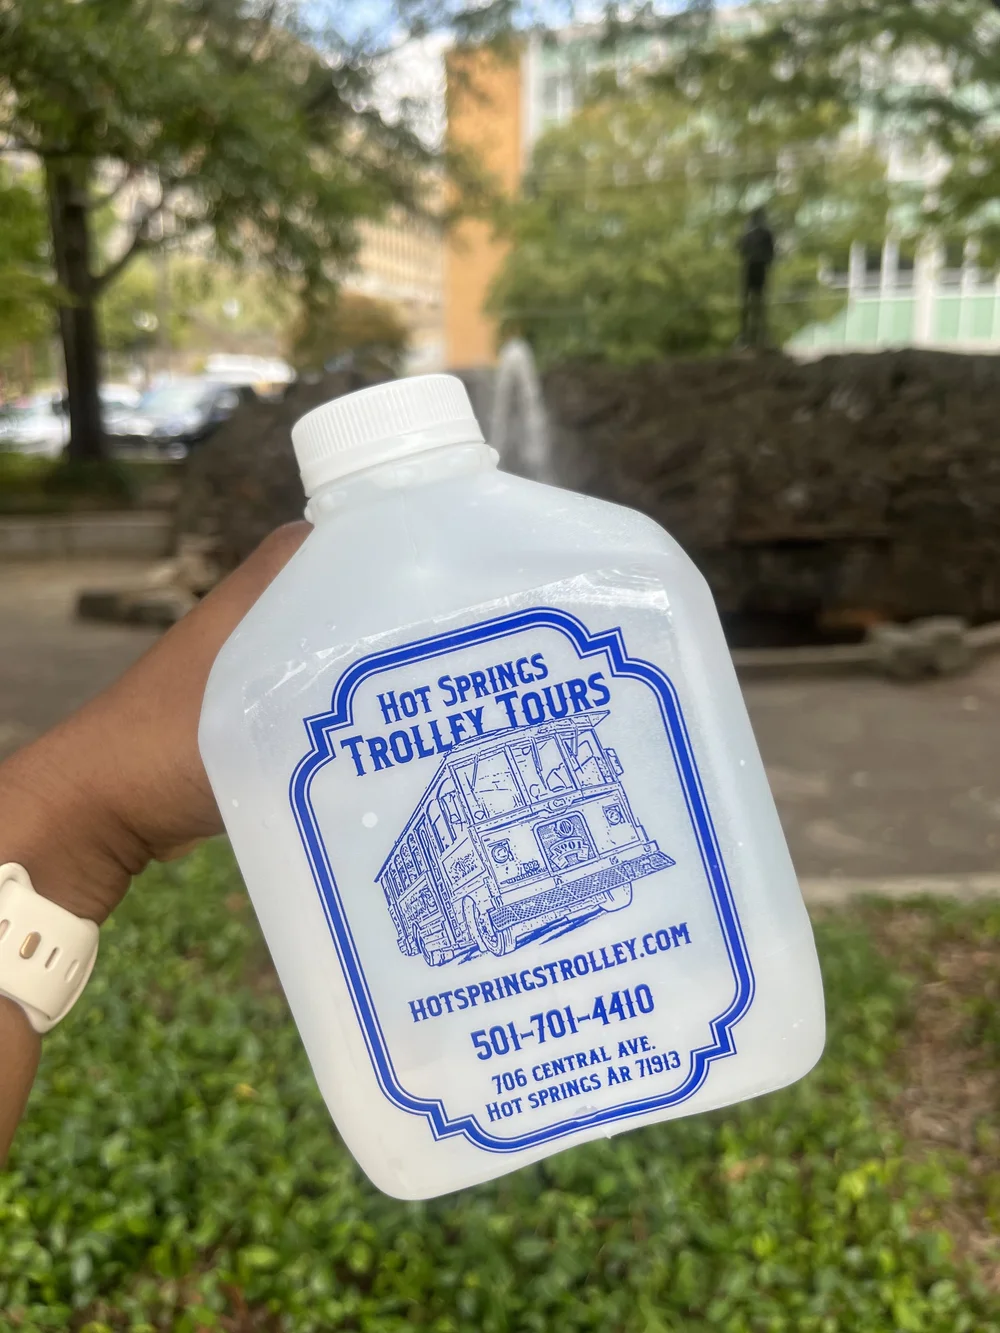 Hot Springs
Trolley Tours
HOTSPRINGSTROLLEY.COM
501-701-4410
706 CENTRAL AVE.
HOT SPRINGS AR 71913